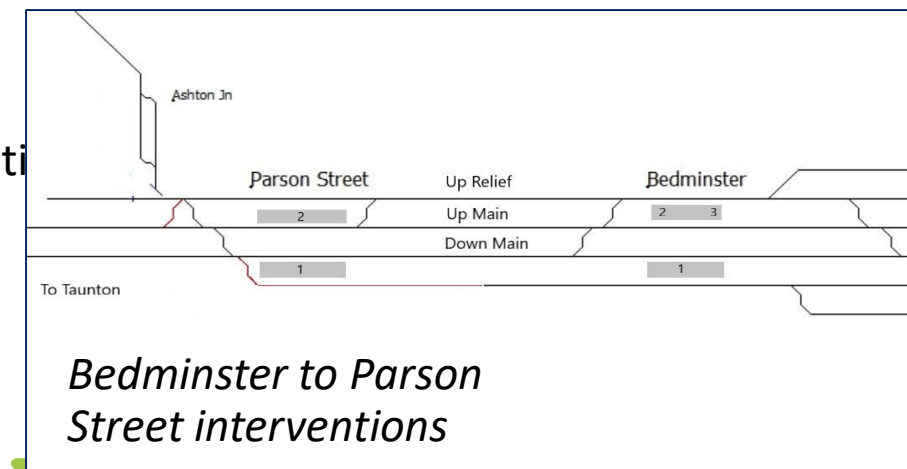 Ashton Jn
ti
Parson Street
Up Relief
Bedminster
2
Up Main
2 3
Down Main
1
1
To Taunton
Bedminster to Parson
Street interventions